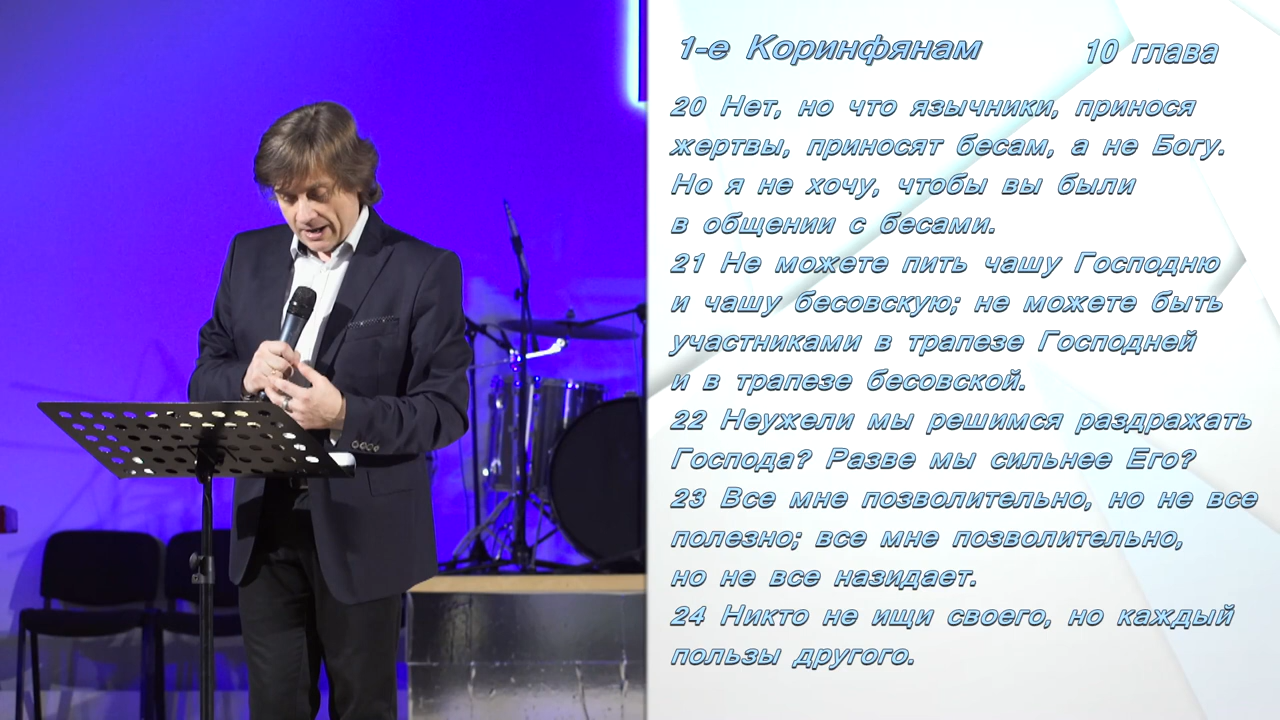 1-е Коринфянам 10 глава
20 Нет, но что язычники, принося
жертвы, приносят бесам, а не Богу.
Но я не хочу, чтобы вы были
в общении с бесами.
21 Не можете пить чашу Господню
и чашу бесовскую; не можете быть
участниками в трапезе Господней
и в трапезе бесовской.
22 Неужели мы решимся раздражать
Господа? Разве мы сильнее Его?
23 Все мне позволительно, но не все
полезно; все мне позволительно,
но не все назидает.
24 Никто не ищи своего, но каждый
пользы другого.